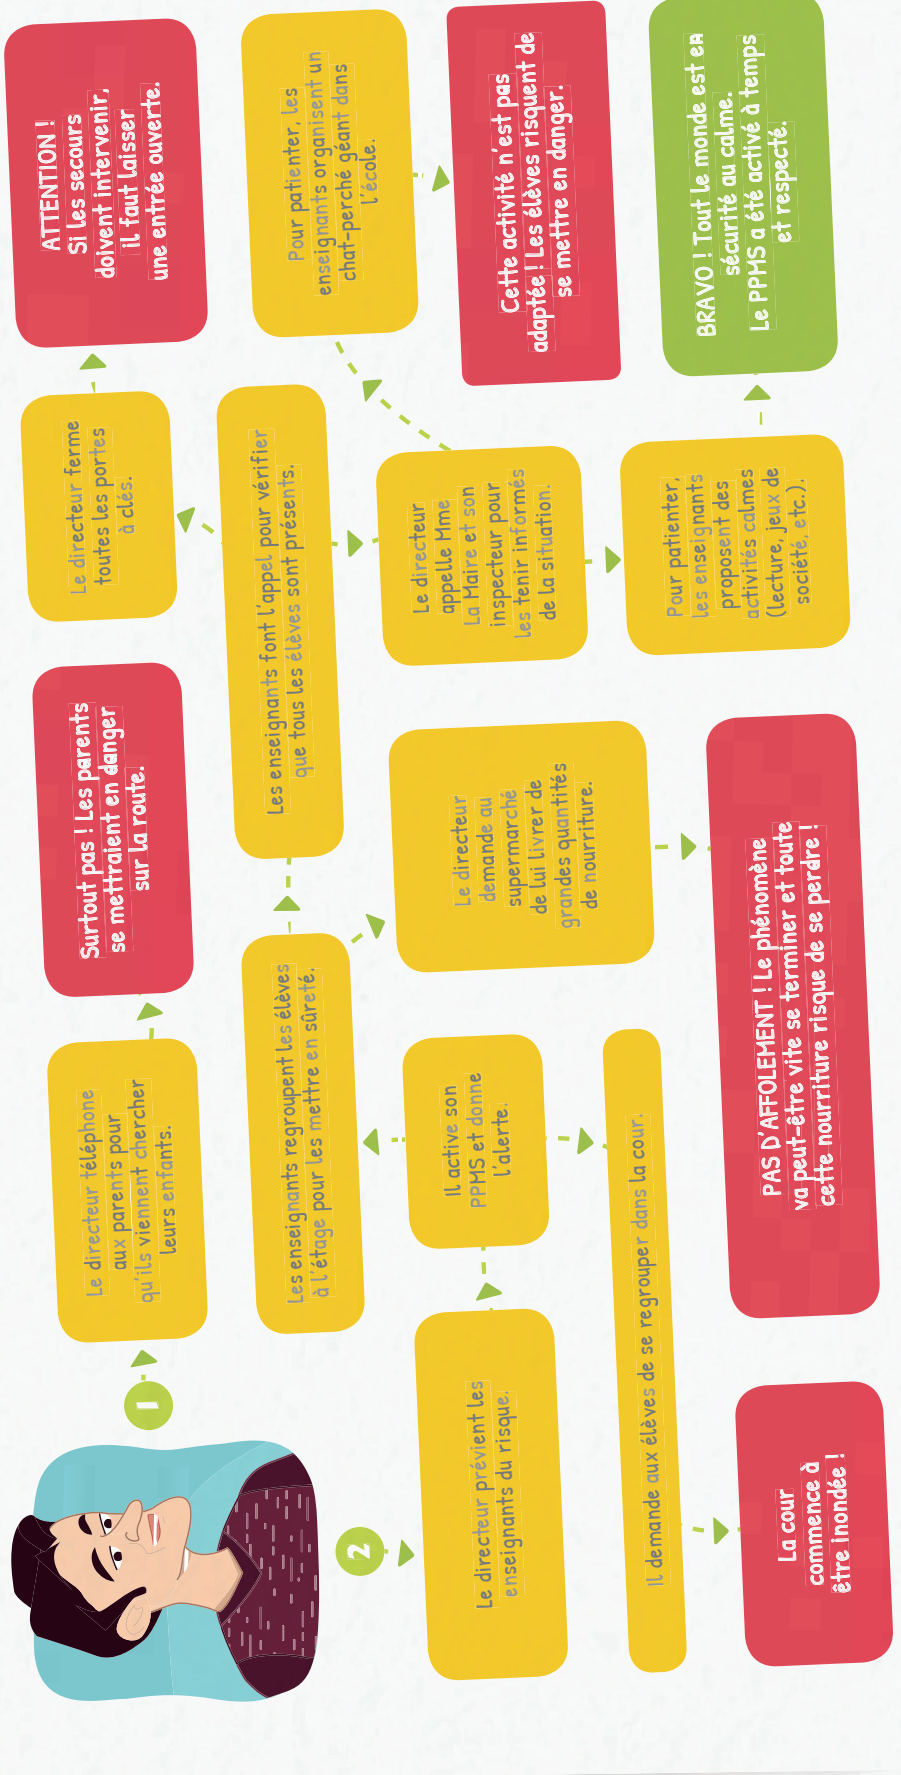 1
Le directeur téléphone
aux parents pour
qu'ils viennent chercher
leurs enfants.
Surtout pas ! Les parents
se mettraient en danger
sur la route.
2
Le directeur prévient les
enseignants du risque.
Il active son
PPMS et donne
l'alerte.
Il demande aux élèves de se regrouper dans la cour.
La cour
commence à
être inondée !
Les enseignants regroupent les élèves
à l'étage pour les mettre en sûreté.
Le directeur
demande au
supermarché
de lui livrer de
grandes quantités
de nourriture.
PAS D'AFFOLEMENT ! Le phénomène
va peut-être vite se terminer et toute
cette nourriture risque de se perdre !
Les enseignants font l'appel pour vérifier
que tous les élèves sont présents.
Le directeur ferme
toutes les portes
à clés.
ATTENTION !
Si les secours
doivent intervenir,
il faut laisser
une entrée ouverte.
Le directeur
appelle Mme
La Maire et son
inspecteur pour
les tenir informés
de la situation.
Pour patienter, les
enseignants organisent un
chat-perché géant dans
l'école.
Cette activité n'est pas
adaptée ! Les élèves risquent de
se mettre en danger.
Pour patienter,
les enseignants
proposent des
activités calmes
(lecture, jeux de
société, etc.).
BRAVO ! Tout le monde est en
sécurité au calme.
Le PPMS a été activé à temps
et respecté.